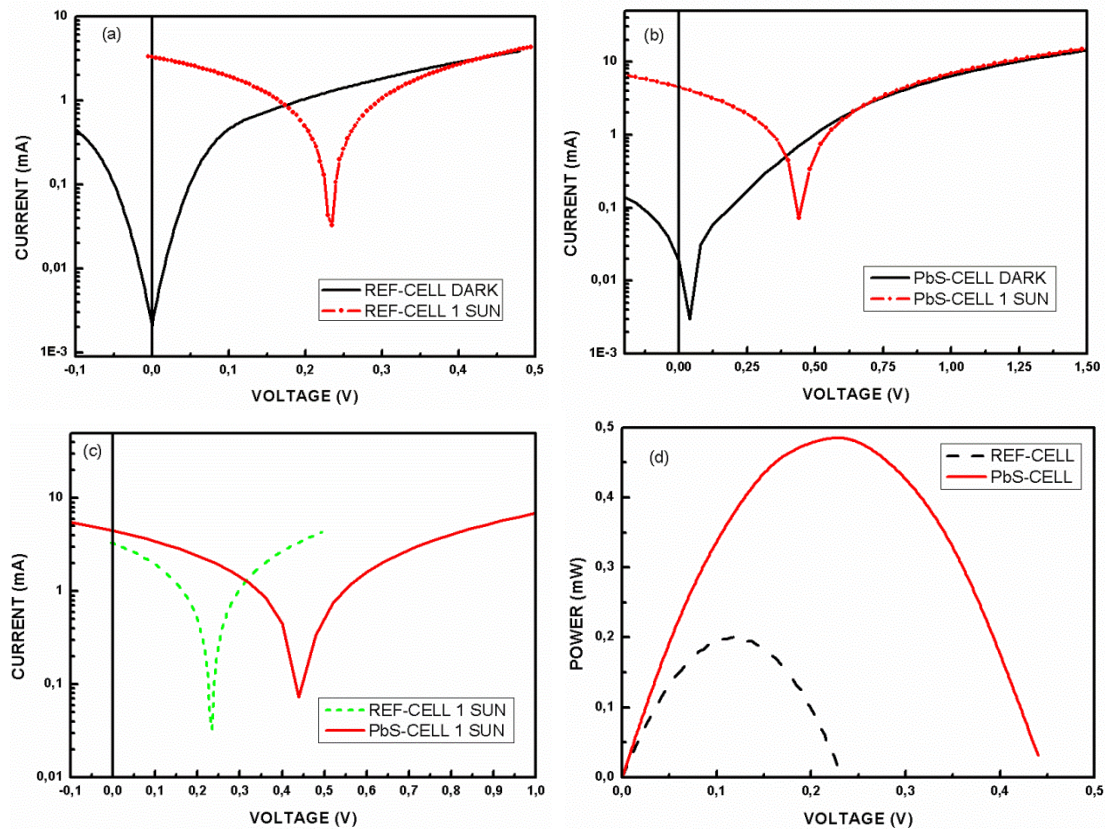 (a)
10
1
0,1
0,01
1E-3
CURRENT (mA)
REF-CELL DARK
REF-CELL 1 SUN
-0,1 0,0 0,1 0,2 0,3 0,4 0,5
VOLTAGE (V)
(b)
10
1
0,1
0,01
1E-3
CURRENT (mA)
PbS-CELL DARK
PbS-CELL 1 SUN
0,00 0,25 0,50 0,75 1,00 1,25 1,50
VOLTAGE (V)
(c)
10
1
0,1
0,01
CURRENT (mA)
REF-CELL 1 SUN
PbS-CELL 1 SUN
-0,1 0,0 0,1 0,2 0,3 0,4 0,5 0,6 0,7 0,8 0,9 1,0
VOLTAGE (V)
(d)
0,5
0,4
0,3
0,2
0,1
0,0
POWER (mW)
REF-CELL
PbS-CELL
0,0 0,1 0,2 0,3 0,4 0,5
VOLTAGE (V)